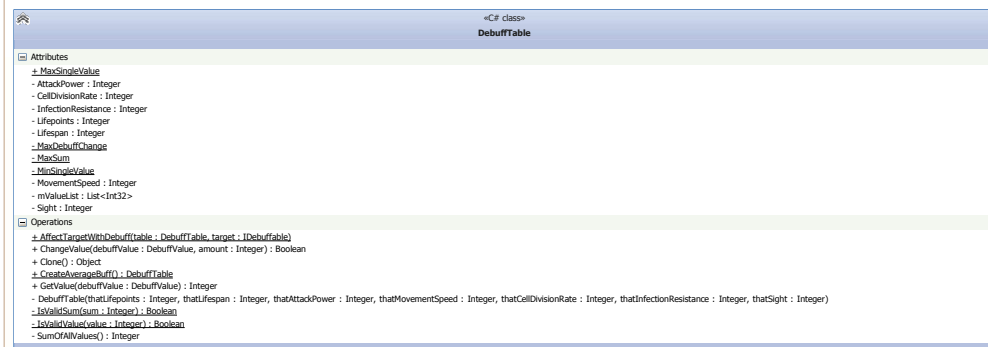 «C# class»
DebuffTable
Attributes
+ MaxSingleValue
- AttackPower : Integer
- CellDivisionRate : Integer
- InfectionResistance : Integer
- Lifepoints : Integer
- Lifespan : Integer
- MaxDebuffChange
- MaxSum
- MinSingleValue
- MovementSpeed : Integer
- mValueList : List<Int32>
- Sight : Integer
Operations
+ AffectTargetWithDebuff(table : DebuffTable, target : IDebuffable)
+ ChangeValue(debuffValue : DebuffValue, amount : Integer) : Boolean
+ Clone() : Object
+ CreateAverageBuff() : DebuffTable
+ GetValue(debuffValue : DebuffValue) : Integer
- DebuffTable(thatLifepoints : Integer, thatLifespan : Integer, thatAttackPower : Integer, thatMovementSpeed : Integer, thatCellDivisionRate : Integer, thatInfectionResistance : Integer, thatSight : Integer)
- IsValidSum(sum : Integer) : Boolean
- IsValidValue(value : Integer) : Boolean
- SumOfAllValues() : Integer